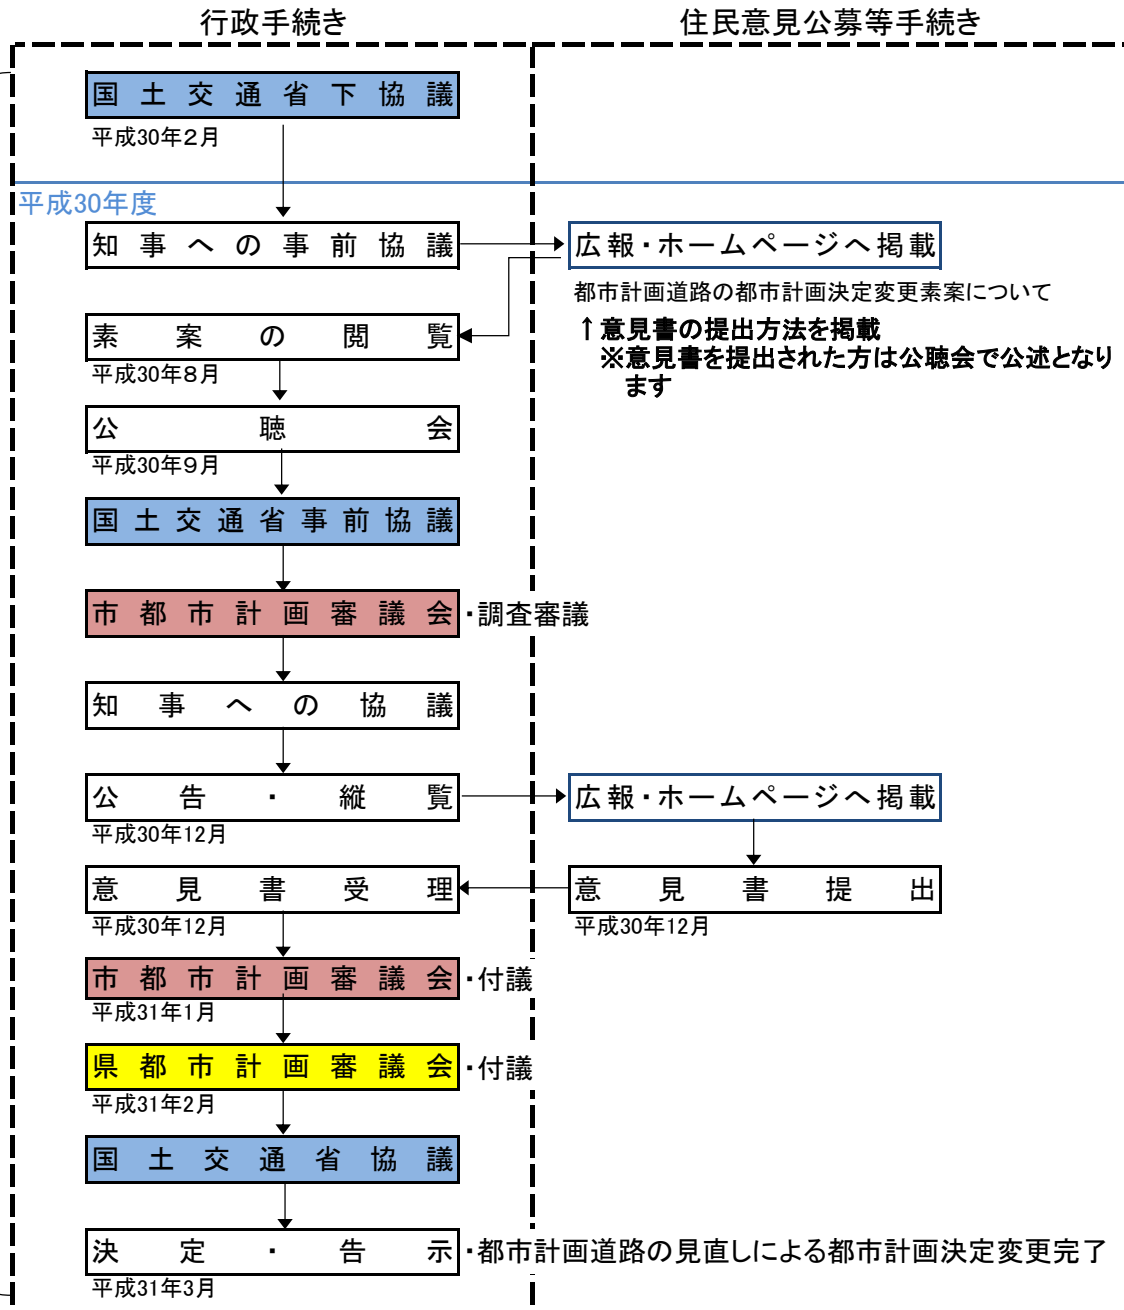 行政手続き
住民意見公募等手続き
国土交通省下協議
平成30年2月
平成30年度
知事への事前協議
広報・ホームページへ掲載
都市計画道路の都市計画決定変更素案について
↑意見書の提出方法を掲載
※意見書を提出された方は公聴会で公述となり
ます
素案の閲覧
平成30年8月
公聴会
平成30年9月
国土交通省事前協議
市都市計画審議会・調査審議
知事への協議
公告・縦覧
平成30年12月
広報・ホームページへ掲載
意見書受理
平成30年12月
意見書提出
平成30年12月
市都市計画審議会・付議
平成31年1月
県都市計画審議会・付議
平成31年2月
国土交通省協議
決定・告示・都市計画道路の見直しによる都市計画決定変更完了
平成31年3月